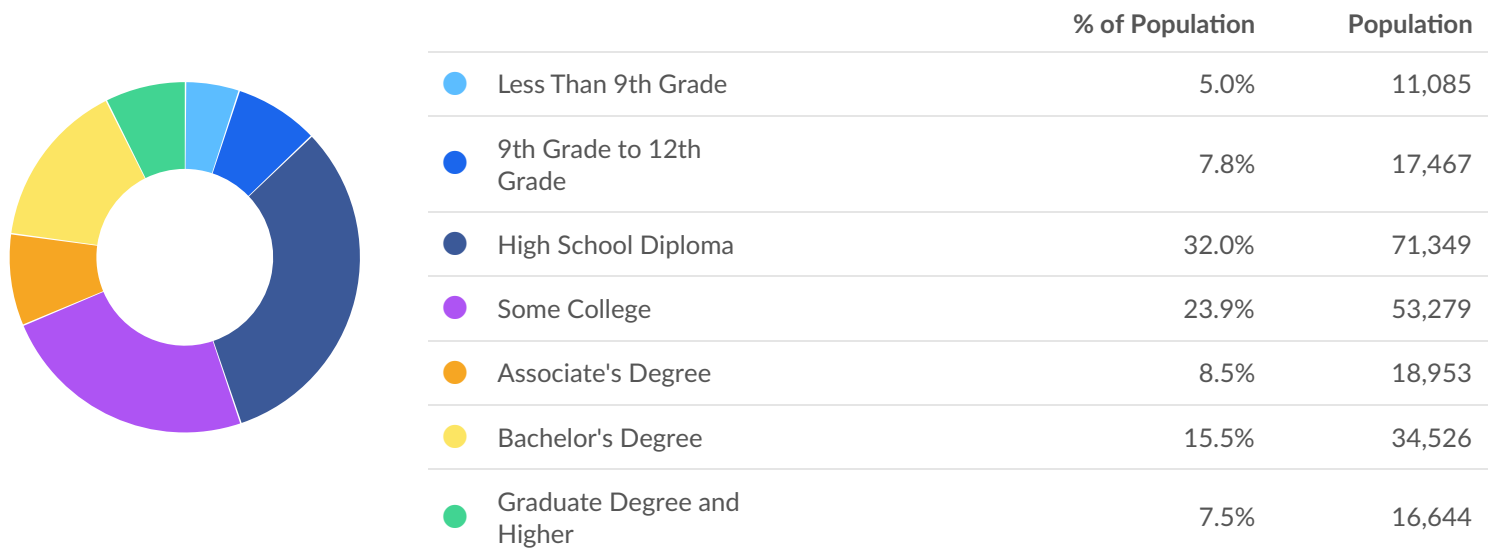 % of Population Population
Less Than 9th Grade 5.0% 11,085
9th Grade to 12th
Grade 7.8% 17,467
High School Diploma 32.0% 71,349
Some College 23.9% 53,279
Associate's Degree 8.5% 18,953
Bachelor's Degree 15.5% 34,526
Graduate Degree and
Higher 7.5% 16,644